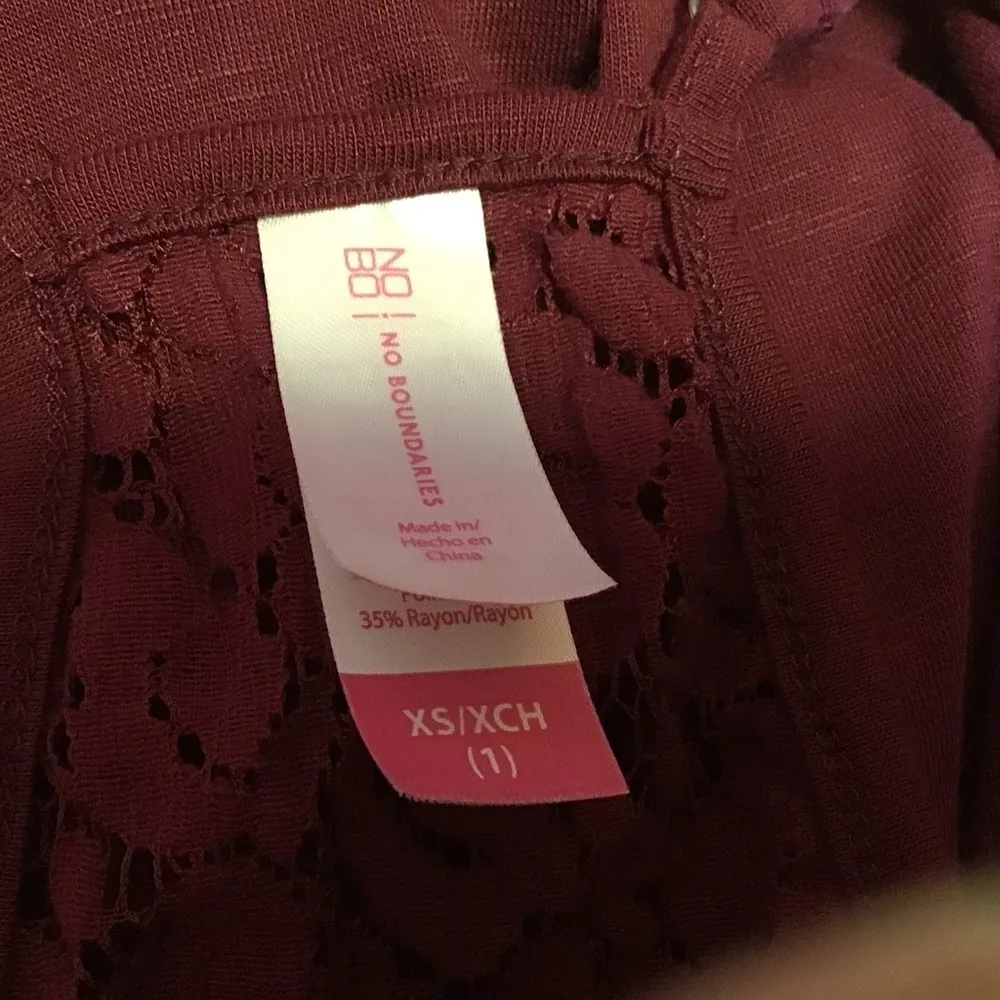 NO
BO
NO BOUNDARIES
Made in/
Hecho en
China
35% Rayon/Rayón
XS/XCH
(1)